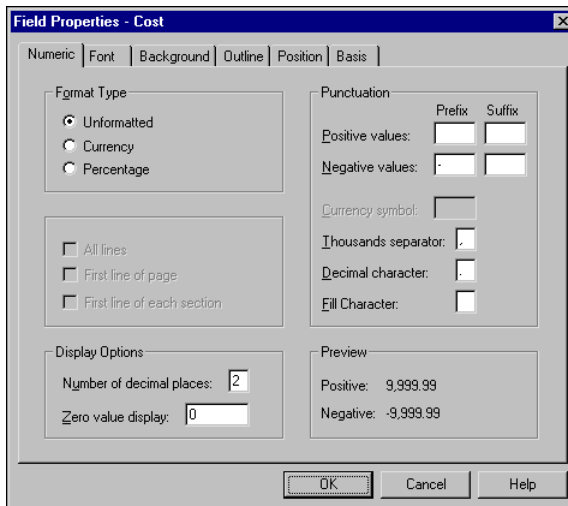 Field Properties - Cost
Numeric Font Background Outline Position Basis
Format Type
Unformatted
Currency
Percentage
All lines
First line of page
First line of each section
Display Options
Number of decimal places: 2
Zero value display: 0
Punctuation
Prefix Suffix
Positive values:
Negative values: -
Currency symbol:
Thousands separator: ,
Decimal character: .
Fill Character:
Preview
Positive: 9,999.99
Negative: -9,999.99
OK Cancel Help